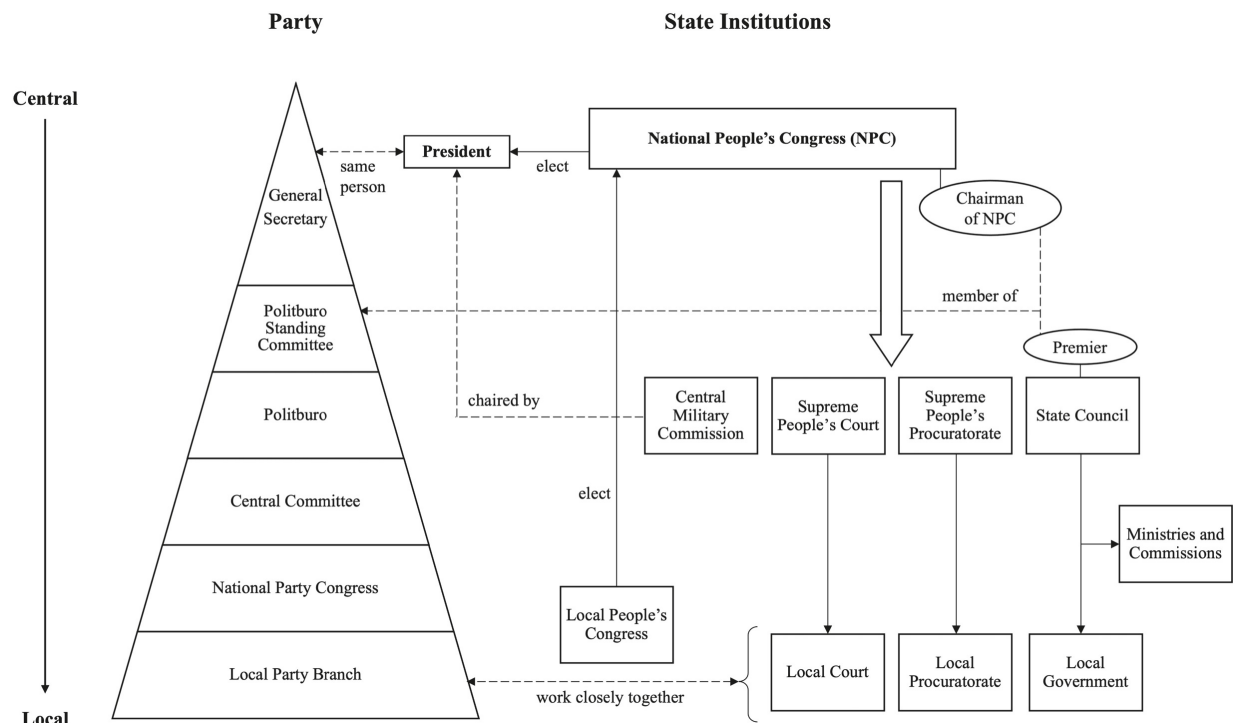 Party
State Institutions
Central
National People's Congress (NPC)
President
elect
same
person
General
Secretary
Chairman
of NPC
member of
Politburo
Standing
Committee
Premier
chaired by
Central
Military
Commission
Supreme
People's Court
Supreme
People's
Procuratorate
State Council
Politburo
elect
Central Committee
Ministries and
Commissions
National Party Congress
Local People's
Congress
Local Party Branch
work closely together
Local Court
Local
Procuratorate
Local
Government
Local